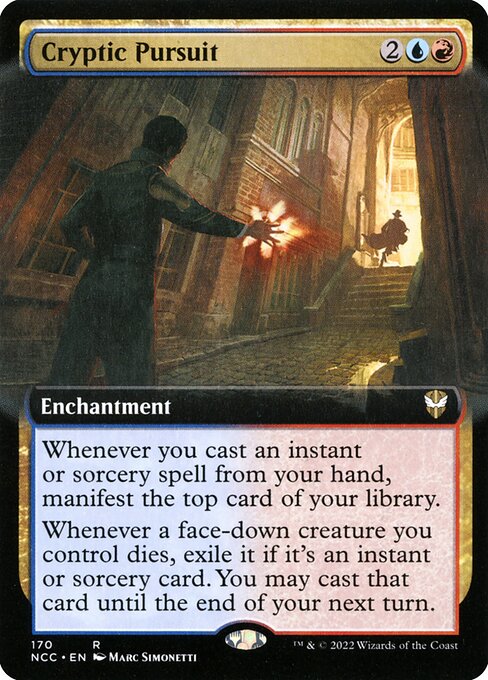 Cryptic Pursuit 2
Enchantment
Whenever you cast an instant
or sorcery spell from your hand,
manifest the top card of your library.
Whenever a face-down creature you
control dies, exile it if it's an instant
or sorcery card. You may cast that
card until the end of your next turn.
170 R
NCC • EN Marc Simonetti
™ & © 2022 Wizards of the Coast